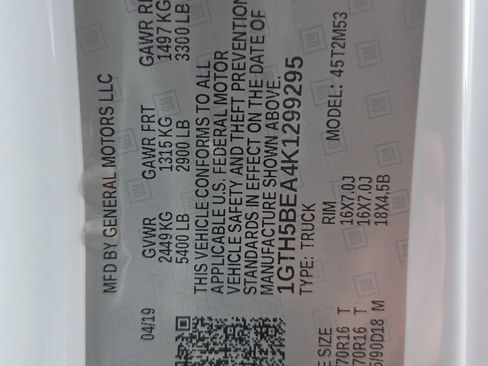 MFD BY GENERAL MOTORS LLC
04/19 GVWR GAWR FRT GAWR
2449 KG 1315 KG 1497 KG
5400 LB 2900 LB 3300 LB
THIS VEHICLE CONFORMS TO ALL
APPLICABLE U.S. FEDERAL MOTOR
VEHICLE SAFETY AND THEFT PREVENTION
STANDARDS IN EFFECT ON THE DATE OF
MANUFACTURE SHOWN ABOVE.
1GTH5BEA4K1299295
TYPE: TRUCK MODEL: 45T2M53
SIZE RIM
70R16 T 16X7.0J
70R16 T 16X7.0J
/90D18 M 18X4.5B